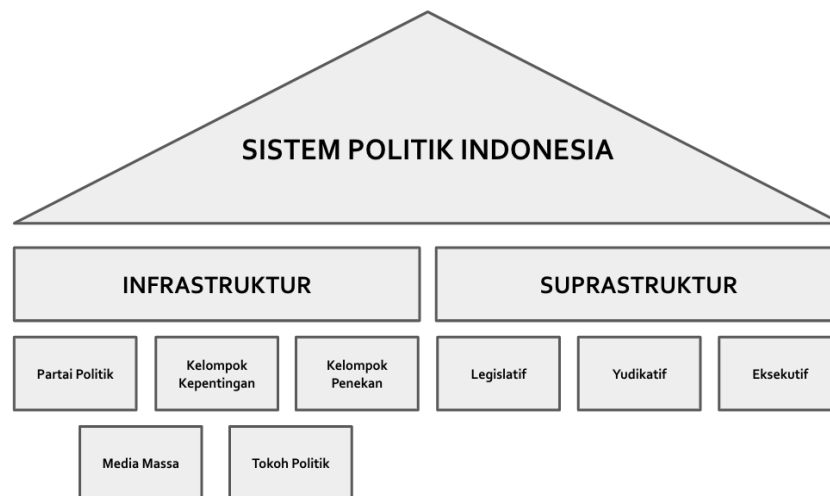 SISTEM POLITIK INDONESIA
INFRASTRUKTUR
SUPRASTRUKTUR
Partai Politik
Kelompok
Kepentingan
Kelompok
Penekan
Legislatif
Yudikatif
Eksekutif
Media Massa
Tokoh Politik